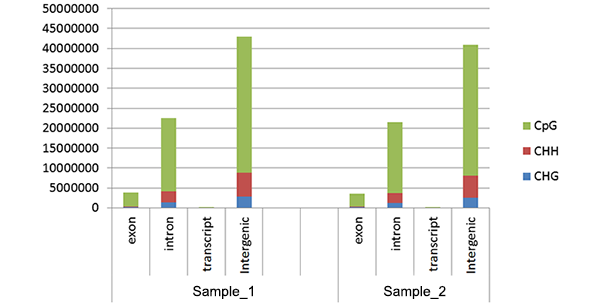 50000000
45000000
40000000
35000000
30000000
25000000
20000000
15000000
10000000
5000000
0
exon
intron
transcript
Intergenic
exon
intron
transcript
Intergenic
Sample_1
Sample_2
CpG
CHH
CHG